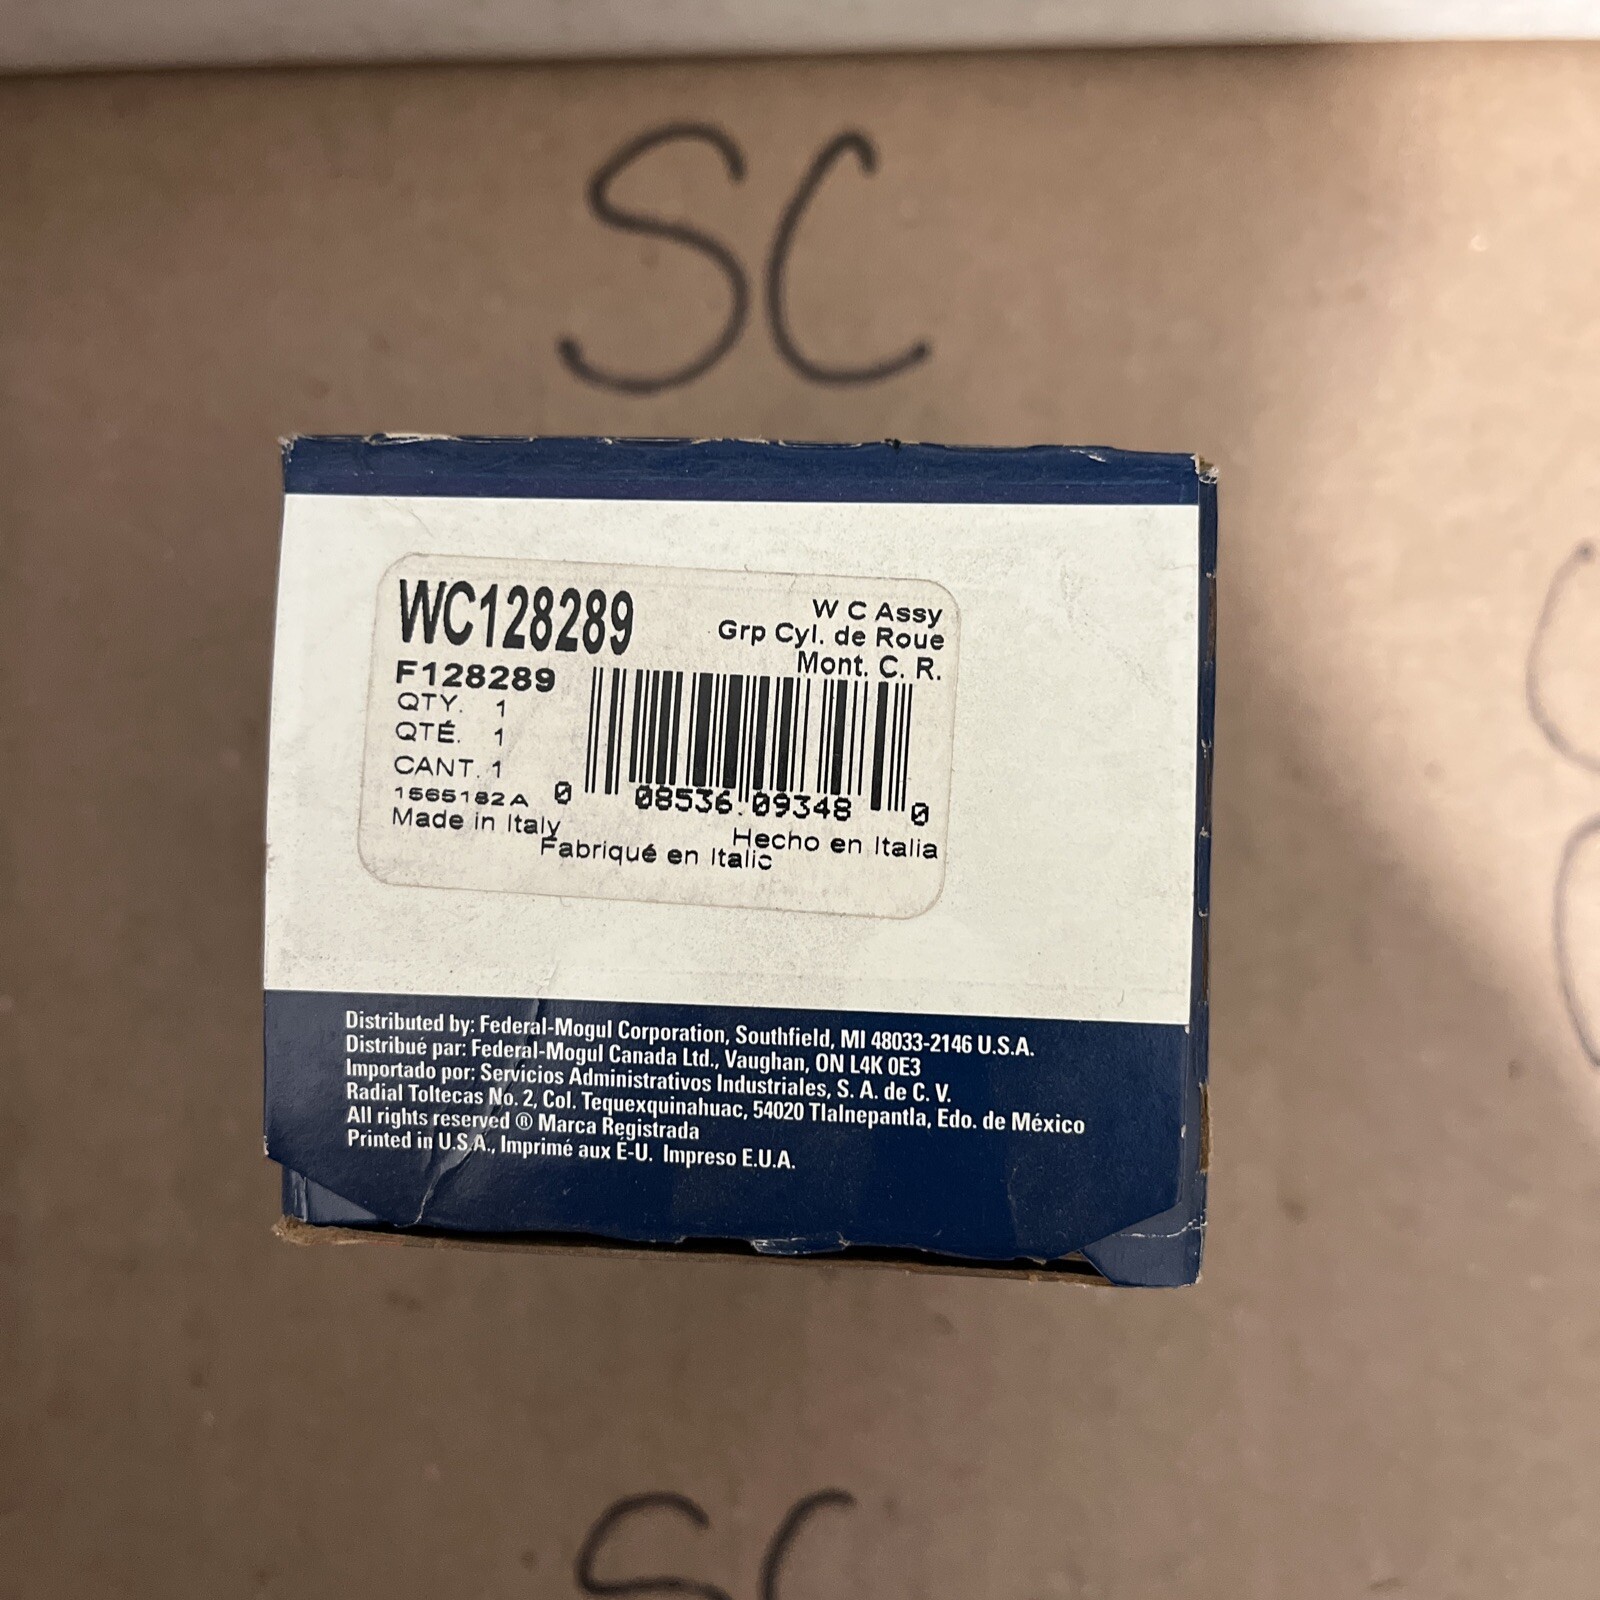 SC
WC128289
W C Assy
Grp Cyl. de Roue
Mont. C. R.
F128289
QTY. 1
QTÉ. 1
CANT. 1
1565182A
0 08536 09348 0
Made in Italy
Hecho en Italia
Fabriqué en Italie
Distributed by: Federal-Mogul Corporation, Southfield, MI 48033-2146 U.S.A.
Distribué par: Federal-Mogul Canada Ltd., Vaughan, ON L4K 0E3
Importado por: Servicios Administrativos Industriales, S. A. de C. V.
Radial Toltecas No. 2, Col. Tequexquinahuac, 54020 Tlalnepantla, Edo. de México
All rights reserved ® Marca Registrada
Printed in U.S.A., Imprimé aux É-U. Impreso E.U.A.
SC